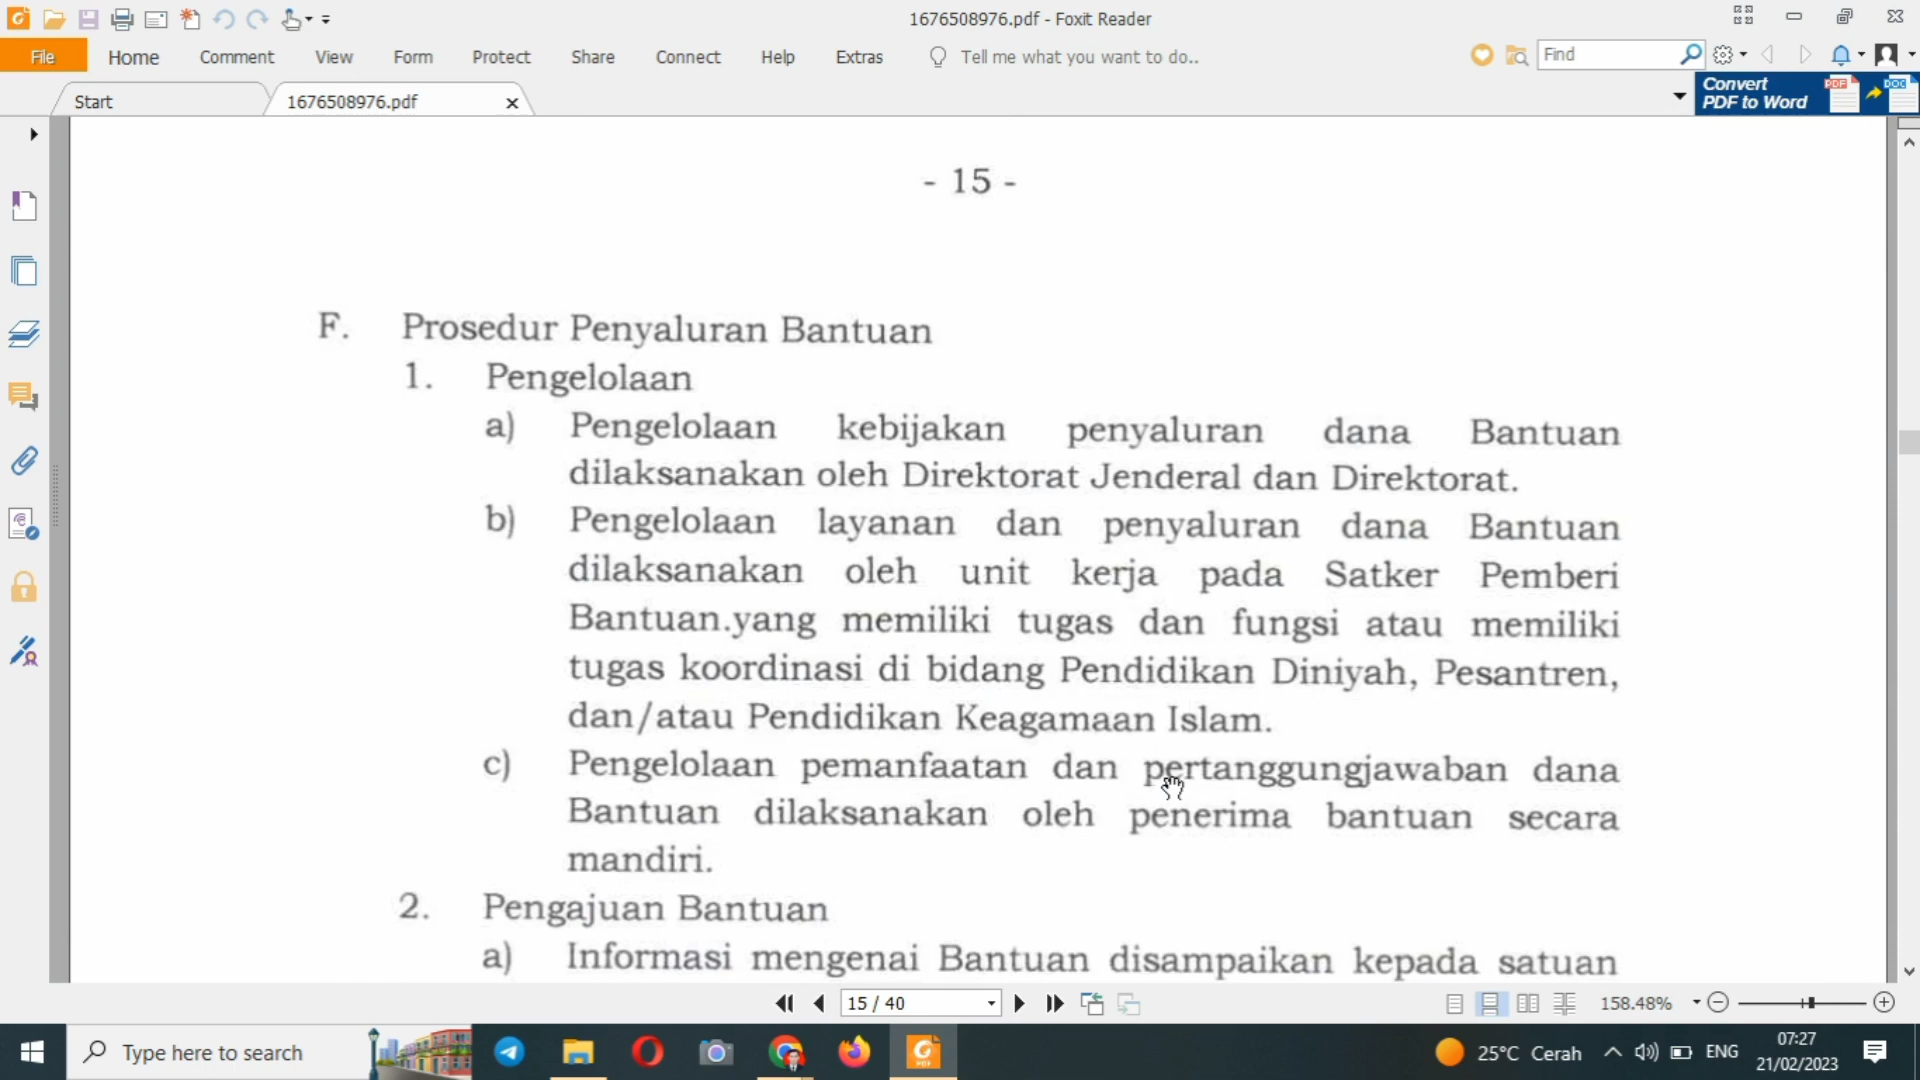 1676508976.pdf - Foxit Reader
File Home Comment View Form Protect Share Connect Help Extras Tell me what you want to do.. Find
Start 1676508976.pdf
Convert
PDF to Word
PDF DOC
- 15 -
F. Prosedur Penyaluran Bantuan
1. Pengelolaan
a) Pengelolaan kebijakan penyaluran dana Bantuan
dilaksanakan oleh Direktorat Jenderal dan Direktorat.
b) Pengelolaan layanan dan penyaluran dana Bantuan
dilaksanakan oleh unit kerja pada Satker Pemberi
Bantuan.yang memiliki tugas dan fungsi atau memiliki
tugas koordinasi di bidang Pendidikan Diniyah, Pesantren,
dan/atau Pendidikan Keagamaan Islam.
c) Pengelolaan pemanfaatan dan pertanggungjawaban dana
Bantuan dilaksanakan oleh penerima bantuan secara
mandiri.
2. Pengajuan Bantuan
a) Informasi mengenai Bantuan disampaikan kepada satuan
15 / 40 158.48%
Type here to search PDF 25°C Cerah ENG 07:27
21/02/2023